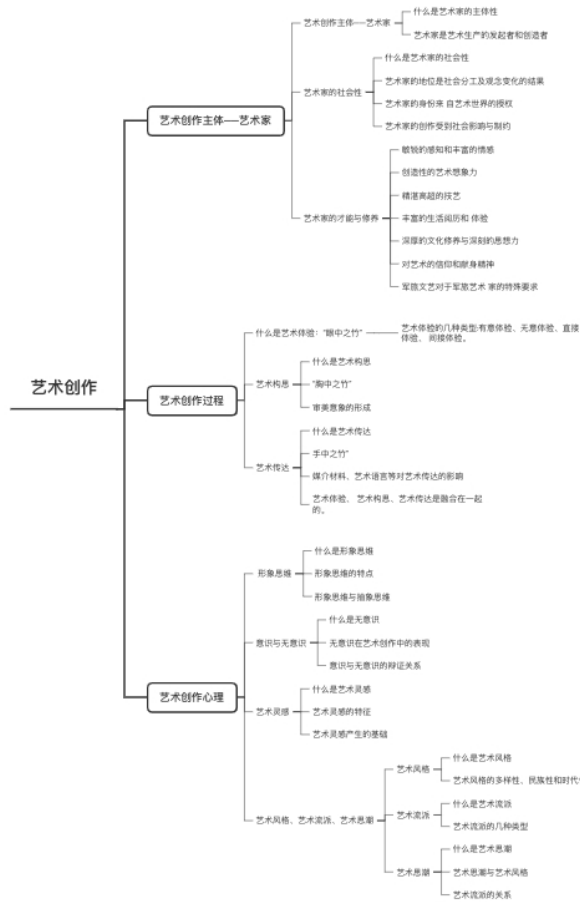 艺术创作
艺术创作主体──艺术家
艺术创作主体──艺术家
什么是艺术家的主体性
艺术家是艺术生产的发起者和创造者
艺术家的社会性
什么是艺术家的社会性
艺术家的地位是社会分工及观念变化的结果
艺术家的身份来 自艺术世界的授权
艺术家的创作受到社会影响与制约
艺术家的才能与修养
敏锐的感知和丰富的情感
创造性的艺术想象力
精湛高超的技艺
丰富的生活阅历和 体验
深厚的文化修养与深刻的思想力
对艺术的信仰和献身精神
军旅文艺对于军旅艺术 家的特殊要求
艺术创作过程
什么是艺术体验："眼中之竹"
艺术体验的几种类型:有意体验、无意体验、直接
体验、 间接体验。
艺术构思
什么是艺术构思
"胸中之竹"
审美意象的形成
艺术传达
什么是艺术传达
手中之竹"
媒介材料、艺术语言等对艺术传达的影响
艺术体验、 艺术构思、艺术传达是融合在一起
的。
艺术创作心理
形象思维
什么是形象思维
形象思维的特点
形象思维与抽象思维
意识与无意识
什么是无意识
无意识在艺术创作中的表现
意识与无意识的辩证关系
艺术灵感
什么是艺术灵感
艺术灵感的特征
艺术灵感产生的基础
艺术风格、艺术流派、艺术思潮
艺术风格
什么是艺术风格
艺术风格的多样性、民族性和时代
艺术流派
什么是艺术流派
艺术流派的几种类型
艺术思潮
什么是艺术思潮
艺术思潮与艺术风格
艺术流派的关系